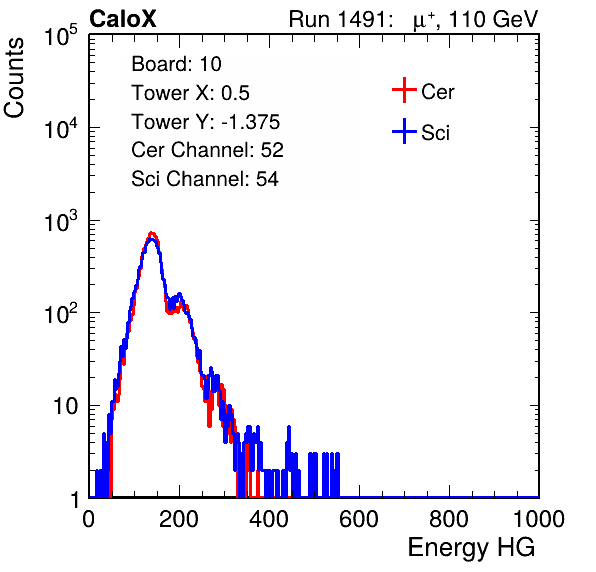 CaloX Run 1491: μ⁺, 110 GeV
Counts
10⁵
10⁴
10³
10²
10
1
Board: 10
Tower X: 0.5
Tower Y: -1.375
Cer Channel: 52
Sci Channel: 54
Cer
Sci
0 200 400 600 800 1000
Energy HG